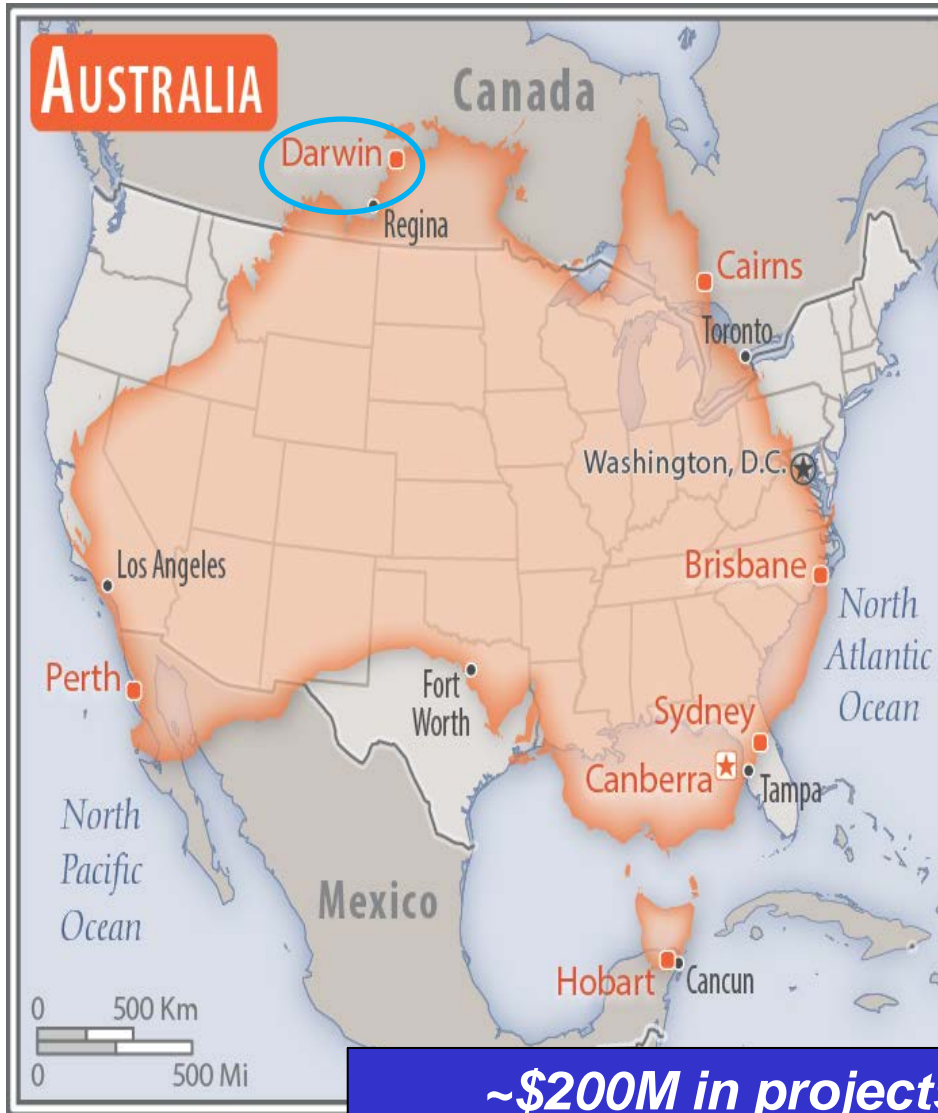 AUSTRALIA
Canada
Darwin
Regina
Cairns
Toronto
Washington, D.C.
Los Angeles
Brisbane
North
Atlantic
Ocean
Perth
Fort
Worth
Sydney
Canberra
Tampa
North
Pacific
Ocean
Mexico
Hobart
Cancun
0 500 Km
0 500 Mi
~$200M in projects